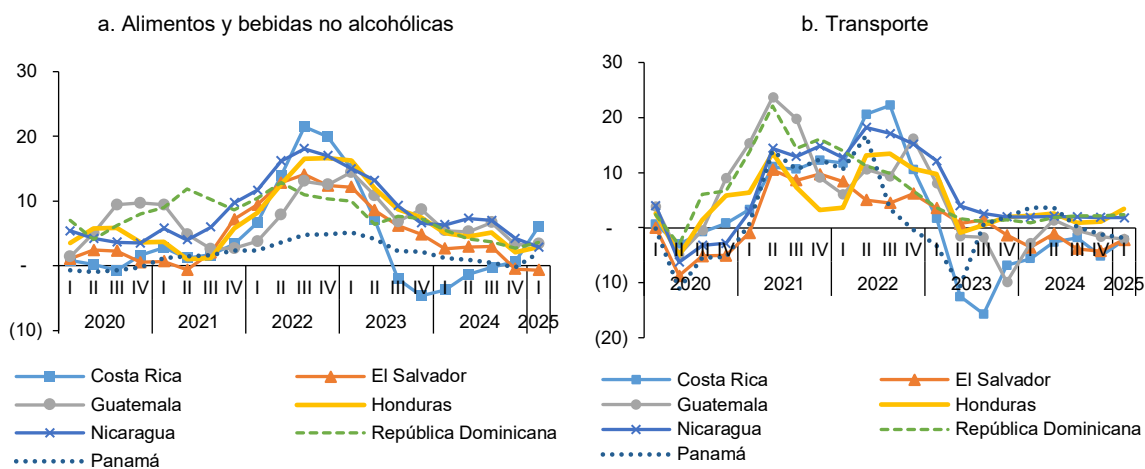 a. Alimentos y bebidas no alcohólicas
30
20
10
-
(10)
I II III IV I II III IV I II III IV I II III IV I II III IV I
2020 2021 2022 2023 2024 2025
Costa Rica El Salvador
Guatemala Honduras
Nicaragua República Dominicana
Panamá
b. Transporte
30
20
10
-
(10)
(20)
I II III IV I II III IV I II III IV I II III IV I II III IV I
2020 2021 2022 2023 2024 2025
Costa Rica El Salvador
Guatemala Honduras
Nicaragua República Dominicana
Panamá